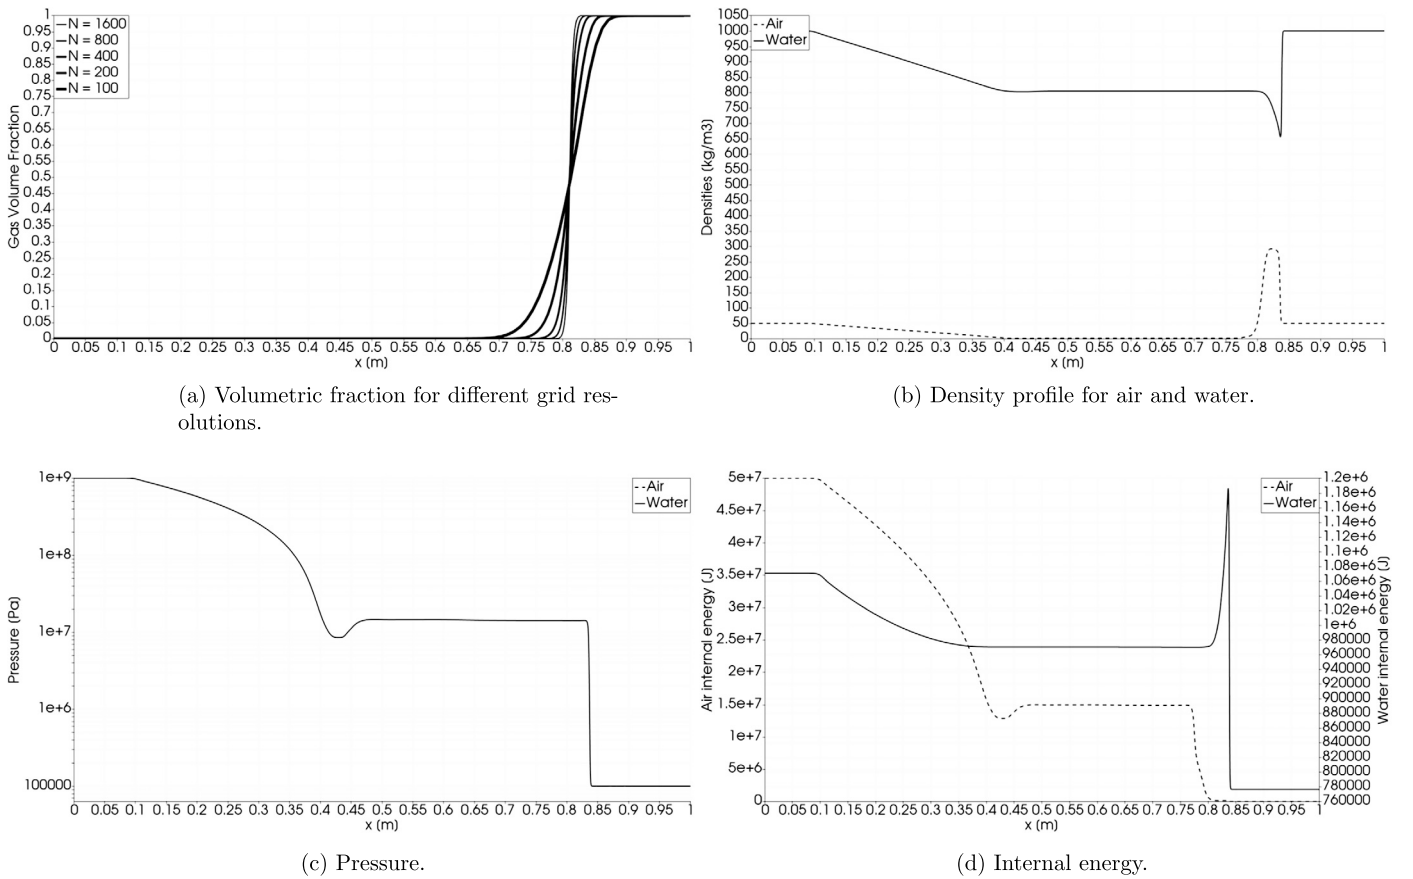 1
0.95
0.9
0.85
0.8
0.75
0.7
0.65
0.6
0.55
0.5
0.45
0.4
0.35
0.3
0.25
0.2
0.15
0.1
0.05
0
Gas Volume Fraction
N = 1600
N = 800
N = 400
N = 200
N = 100
0 0.05 0.1 0.15 0.2 0.25 0.3 0.35 0.4 0.45 0.5 0.55 0.6 0.65 0.7 0.75 0.8 0.85 0.9 0.95 1
x (m)
(a) Volumetric fraction for different grid res-
olutions.
1050
1000
950
900
850
800
750
700
650
600
550
500
450
400
350
300
250
200
150
100
50
0
Densities (kg/m3)
Air
Water
0 0.05 0.1 0.15 0.2 0.25 0.3 0.35 0.4 0.45 0.5 0.55 0.6 0.65 0.7 0.75 0.8 0.85 0.9 0.95 1
x (m)
(b) Density profile for air and water.
1e+9
1e+8
1e+7
1e+6
100000
Pressure (Pa)
Air
Water
0 0.05 0.1 0.15 0.2 0.25 0.3 0.35 0.4 0.45 0.5 0.55 0.6 0.65 0.7 0.75 0.8 0.85 0.9 0.95 1
x (m)
(c) Pressure.
5e+7
4.5e+7
4e+7
3.5e+7
3e+7
2.5e+7
2e+7
1.5e+7
1e+7
5e+6
0
Air internal energy (J)
Air
Water
1.2e+6
1.18e+6
1.16e+6
1.14e+6
1.12e+6
1.1e+6
1.08e+6
1.06e+6
1.04e+6
1.02e+6
1e+6
980000
960000
940000
920000
900000
880000
860000
840000
820000
800000
780000
760000
Water internal energy (J)
0 0.05 0.1 0.15 0.2 0.25 0.3 0.35 0.4 0.45 0.5 0.55 0.6 0.65 0.7 0.75 0.8 0.85 0.9 0.95 1
x (m)
(d) Internal energy.